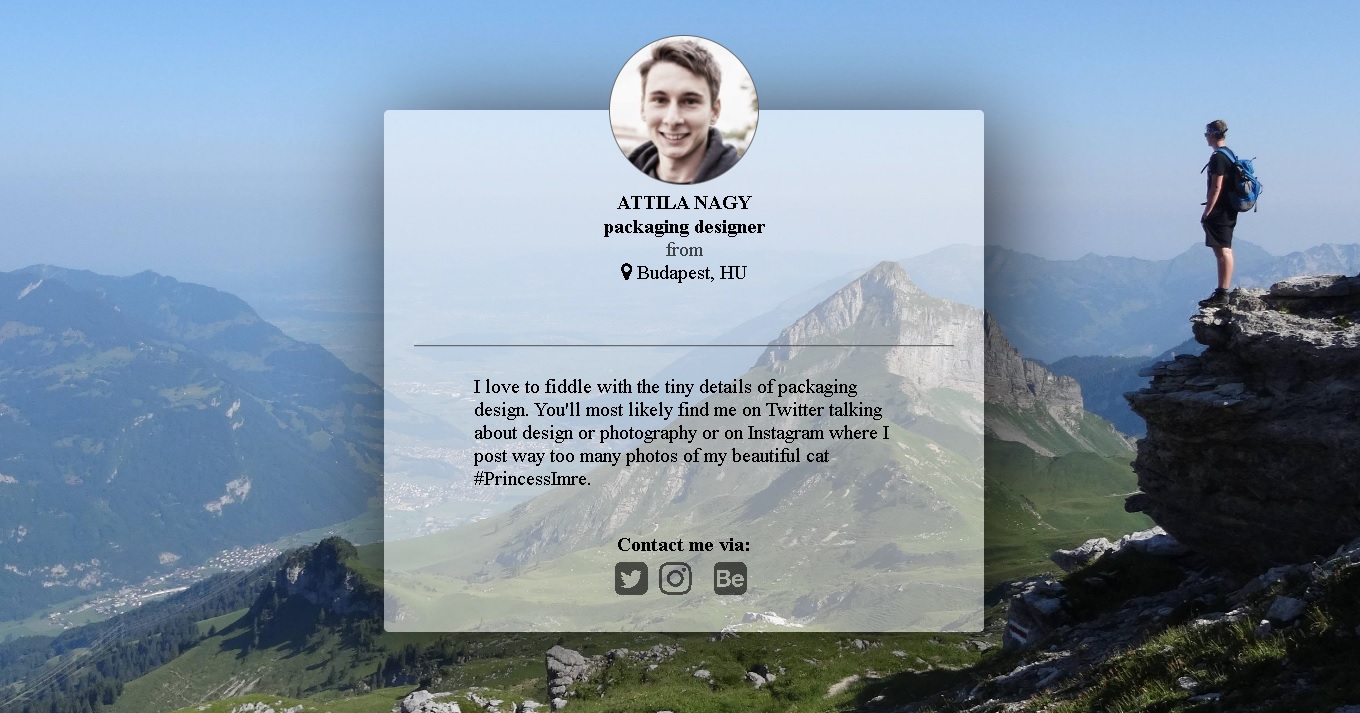 ATTILA NAGY
packaging designer
from
Budapest, HU
I love to fiddle with the tiny details of packaging
design. You'll most likely find me on Twitter talking
about design or photography or on Instagram where I
post way too many photos of my beautiful cat
#PrincessImre.
Contact me via:
Bē